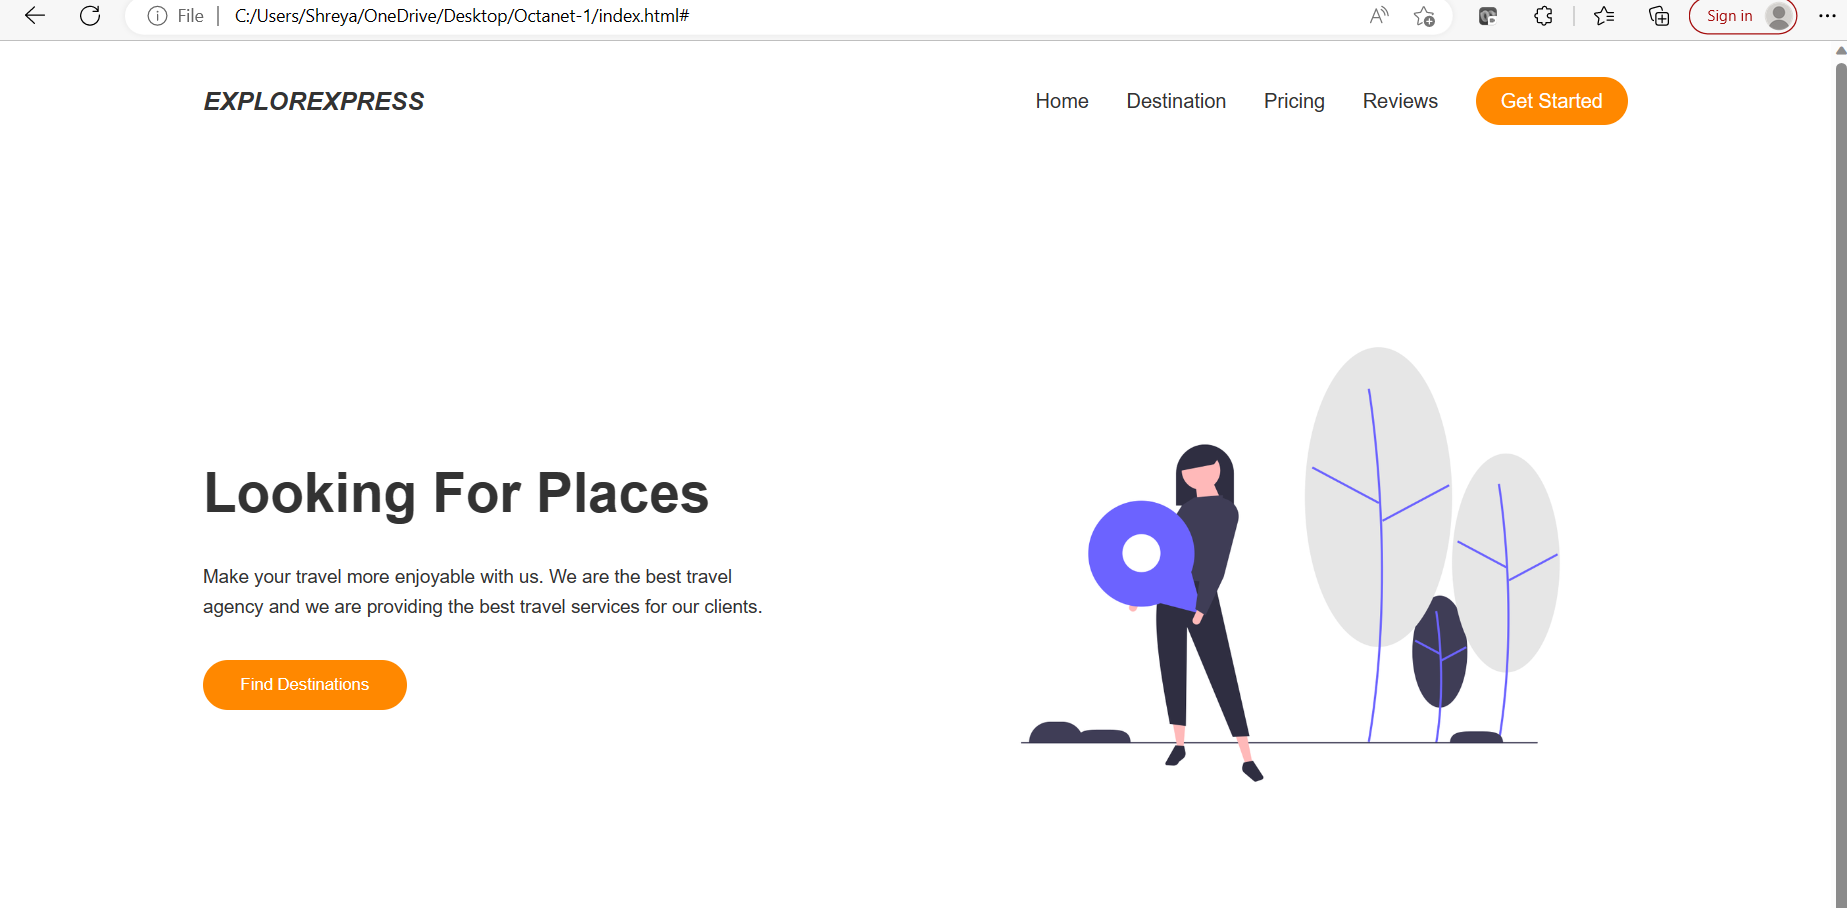 File
C:/Users/Shreya/OneDrive/Desktop/Octanet-1/index.html#
Sign in
EXPLOREXPRESS
Home
Destination
Pricing
Reviews
Get Started
Looking For Places
Make your travel more enjoyable with us. We are the best travel
agency and we are providing the best travel services for our clients.
Find Destinations